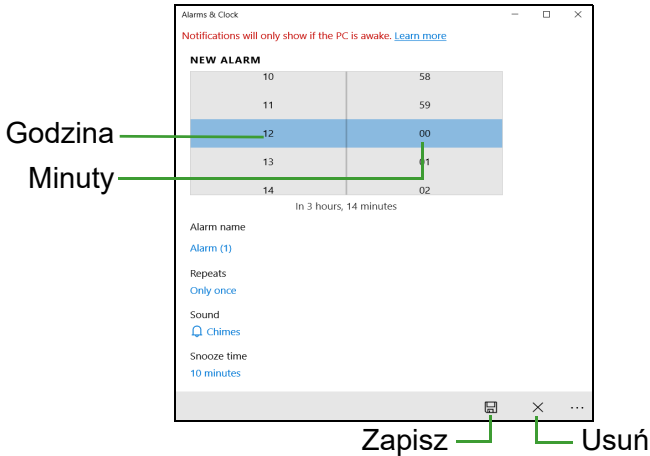 Alarms & Clock
Notifications will only show if the PC is awake. Learn more
NEW ALARM
10 58
11 59
Godzina 12 00
13 01
Minuty
14 02
In 3 hours, 14 minutes
Alarm name
Alarm (1)
Repeats
Only once
Sound
Chimes
Snooze time
10 minutes
Zapisz Usuń